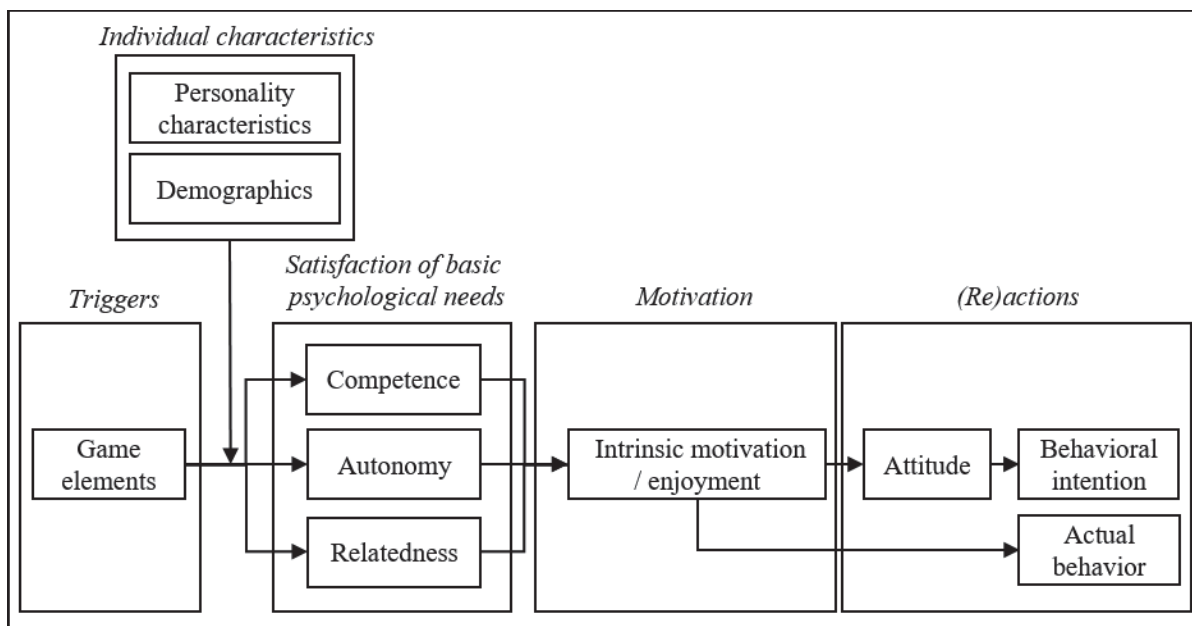 Individual characteristics
Personality
characteristics
Demographics
Triggers
Game
elements
Satisfaction of basic
psychological needs
Competence
Autonomy
Relatedness
Motivation
Intrinsic motivation
/ enjoyment
(Re)actions
Attitude
Behavioral
intention
Actual
behavior